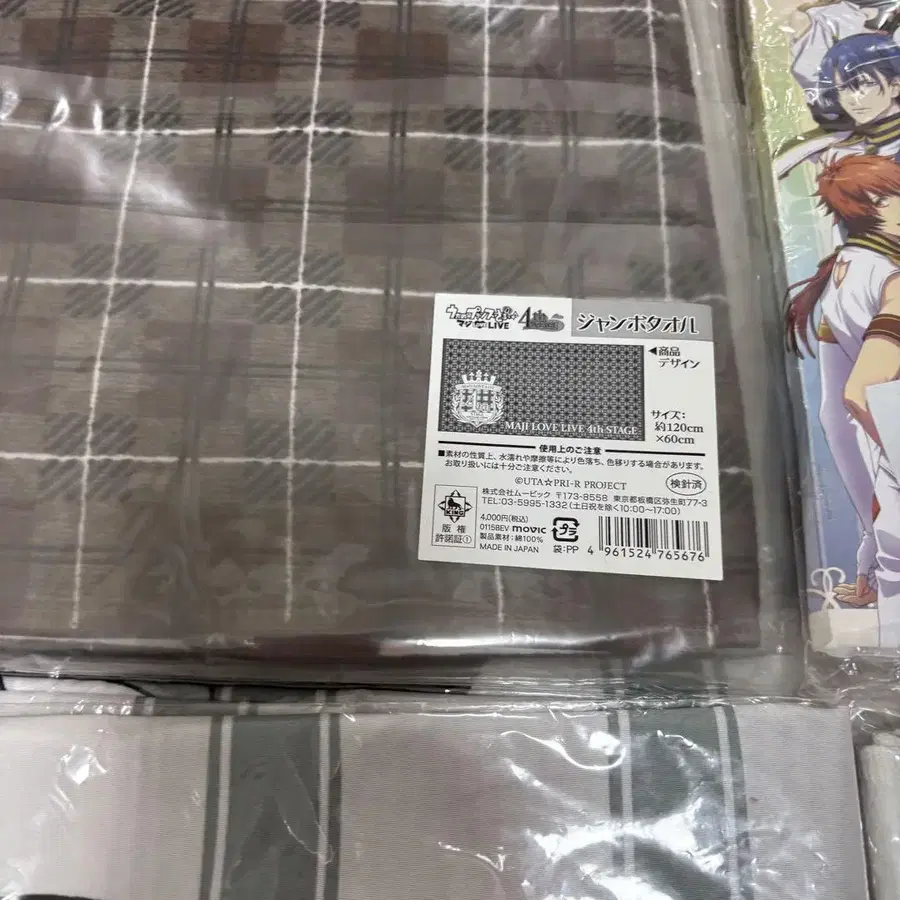 うたの☆プリンスさまっ♪
マジLOVE LIVE 4th STAGE
ジャンボタオル
◀商品
デザイン
MAJI LOVE LIVE 4th STAGE
サイズ:
約120cm
×60cm
使用上のご注意
■素材の性質上、水濡れや摩擦等により色落ち、色移りする場合があります。
お取り扱いには十分ご注意ください。
©UTA☆PRI-R PROJECT
検針済
株式会社ムービック 〒173-8558 東京都板橋区弥生町77-3
TEL:03-5995-1332(土日祝を除く10:00〜17:00)
KING
版権
許諾証①
4,000円(税込)
01158EV movic
製品素材:綿100%
MADE IN JAPAN
プラ
袋:PP
4 961524 765676